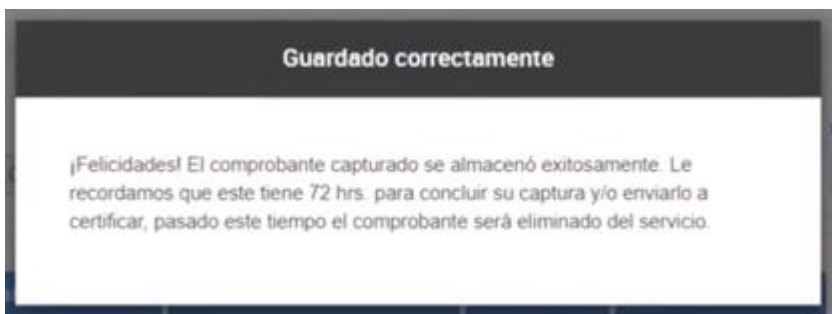 Guardado correctamente
¡Felicidades! El comprobante capturado se almacenó exitosamente. Le
recordamos que este tiene 72 hrs. para concluir su captura y/o enviarlo a
certificar, pasado este tiempo el comprobante será eliminado del servicio.